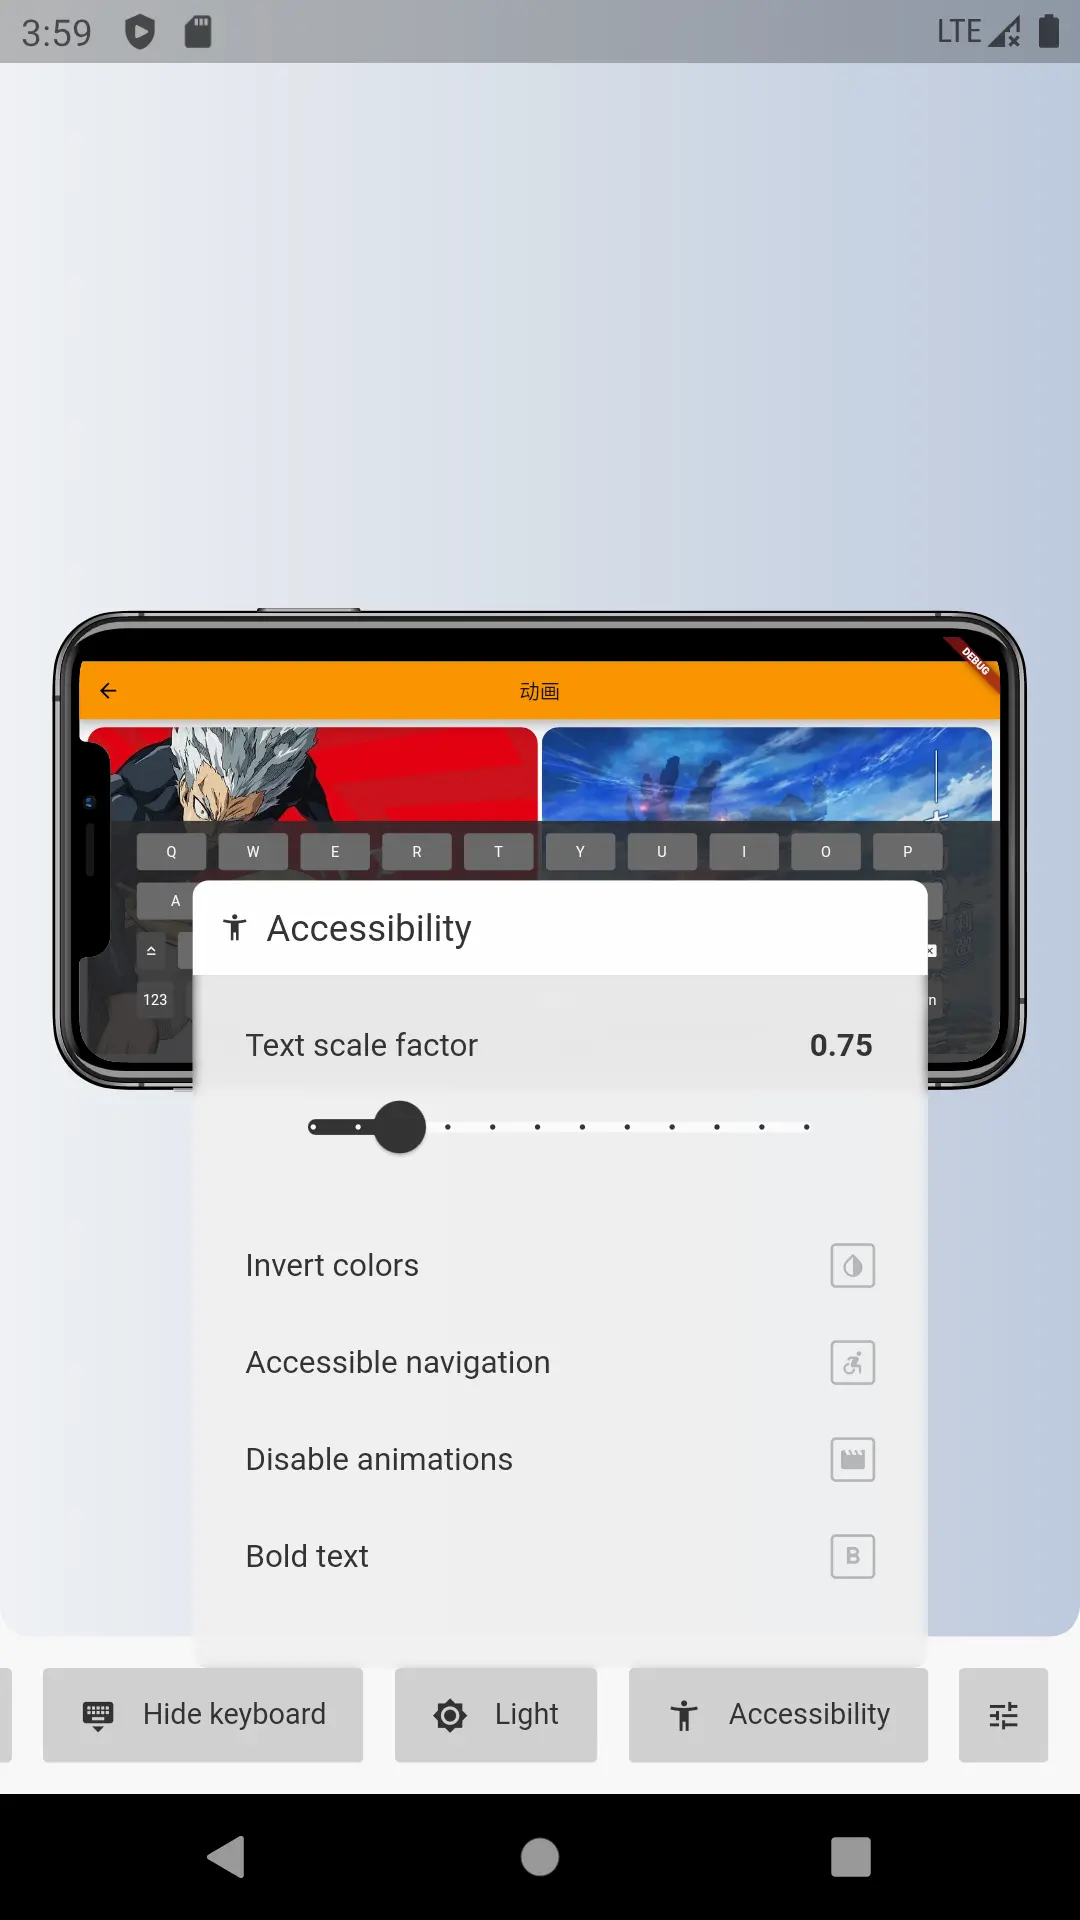 3:59
LTE
DEBUG
动画
Q W E R T Y U I O P
A
123
n
Accessibility
Text scale factor 0.75
Invert colors
Accessible navigation
Disable animations
Bold text
B
Hide keyboard
Light
Accessibility